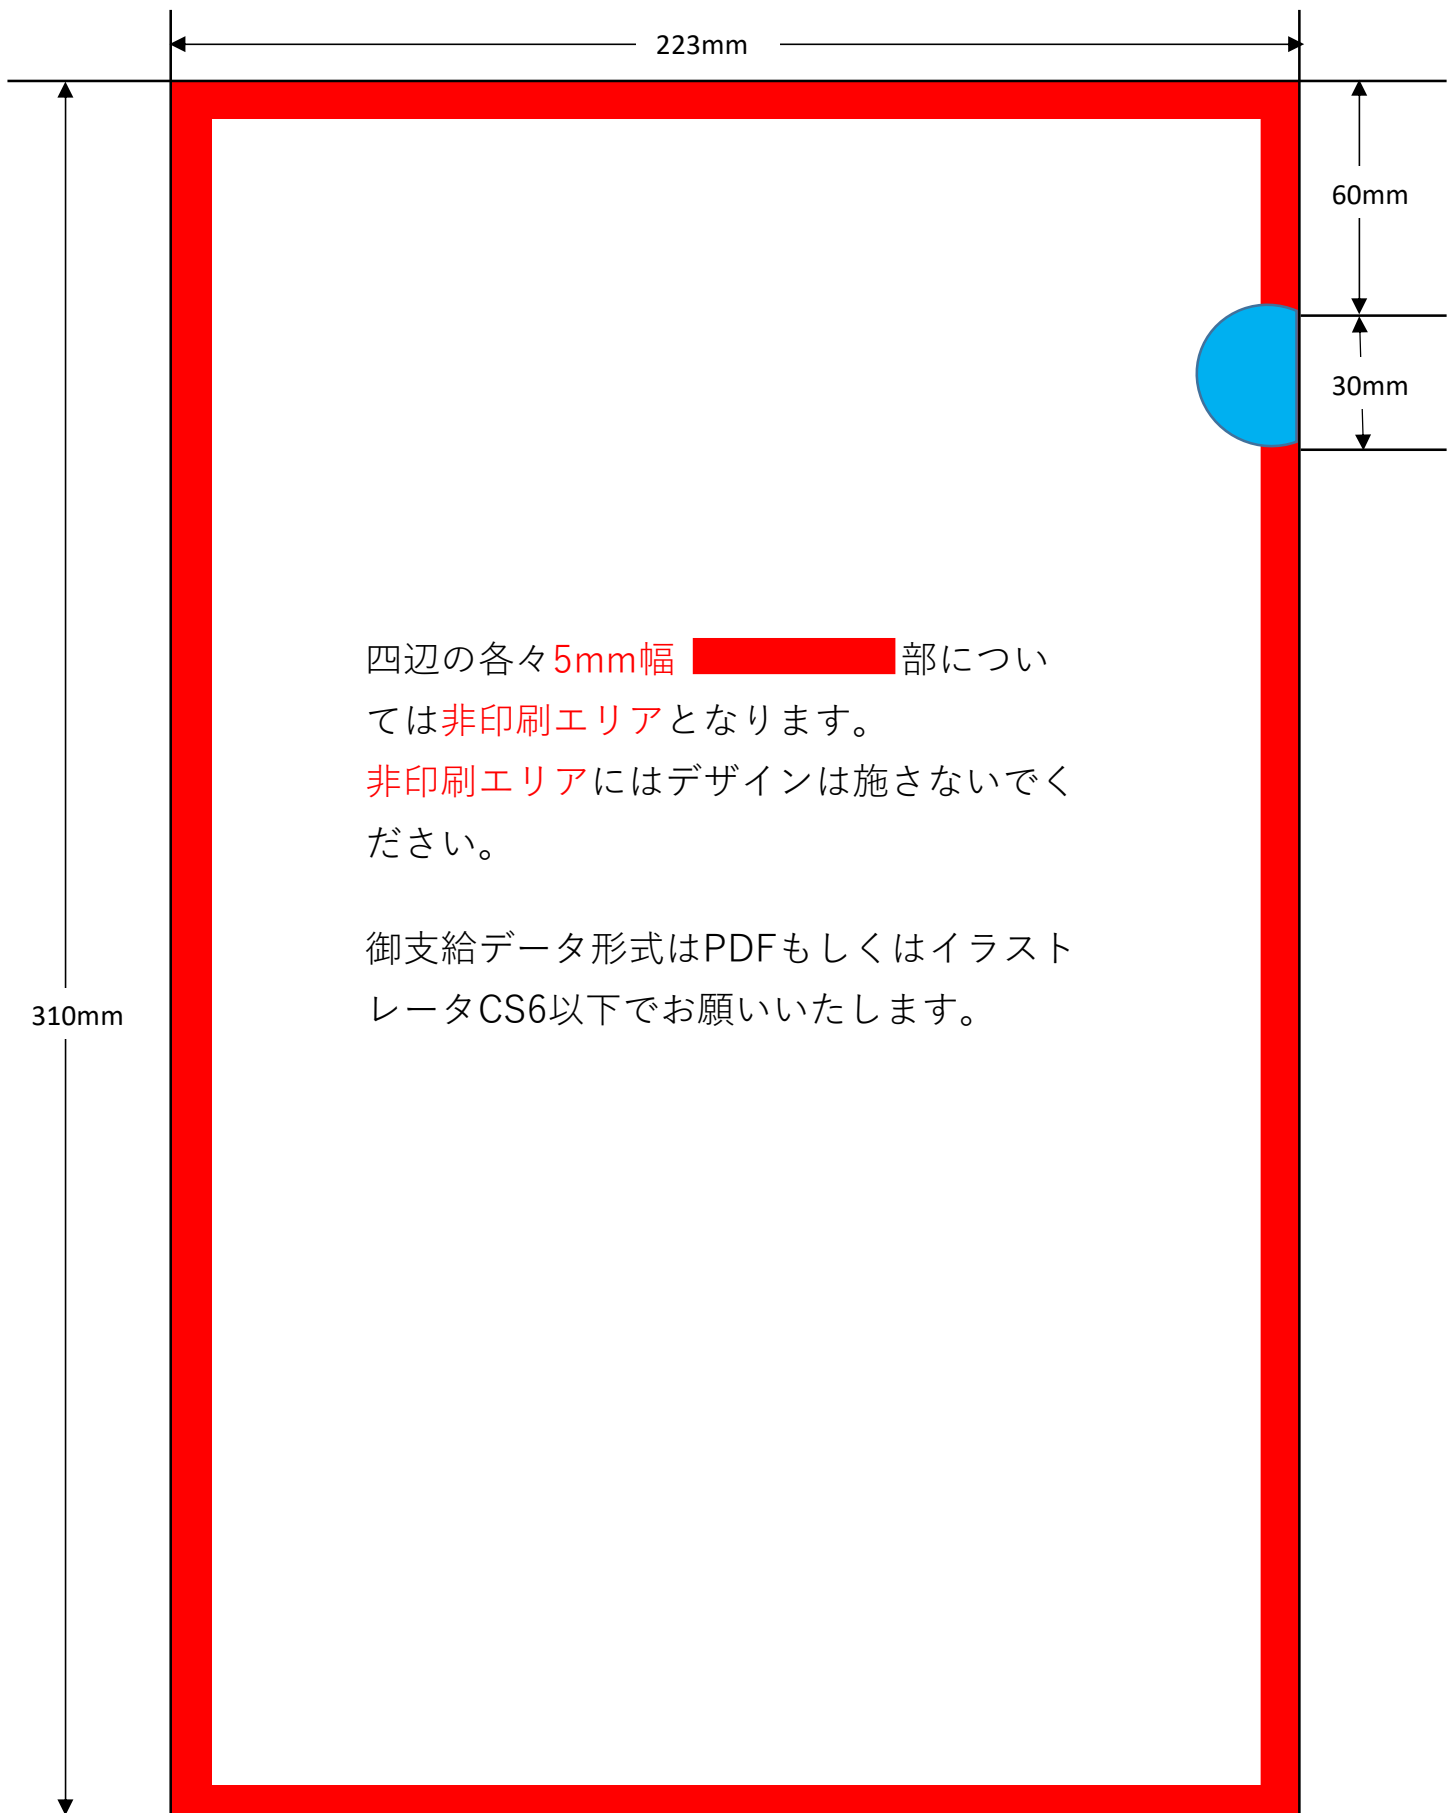 223mm
60mm
30mm
四辺の各々5mm幅 部につい
ては非印刷エリアとなります。
非印刷エリアにはデザインは施さないでく
ださい。
御支給データ形式はPDFもしくはイラスト
レータCS6以下でお願いいたします。
310mm